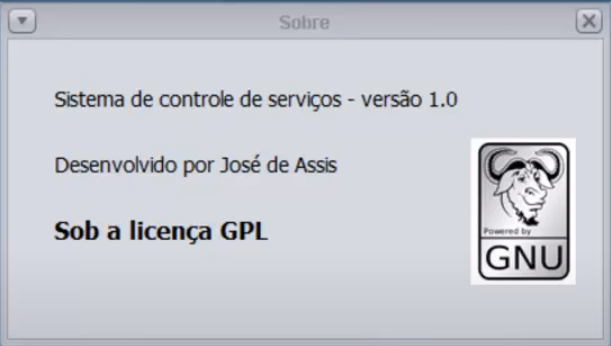 Sobre
Sistema de controle de serviços - versão 1.0
Desenvolvido por José de Assis
Sob a licença GPL
Powered by
GNU